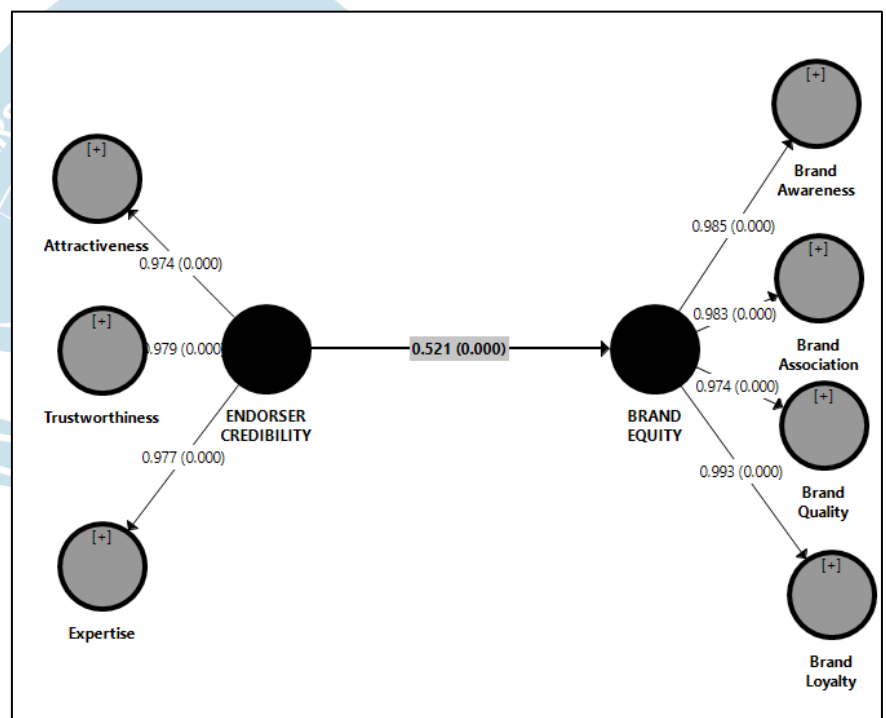 [+]
Attractiveness
0.974 (0.000)
[+]
Trustworthiness
0.979 (0.000)
ENDORSER
CREDIBILITY
0.977 (0.000)
[+]
Expertise
0.521 (0.000)
BRAND
EQUITY
[+]
Brand
Awareness
0.985 (0.000)
[+]
0.983 (0.000)
Brand
Association
0.974 (0.000)
[+]
Brand
Quality
0.993 (0.000)
[+]
Brand
Loyalty